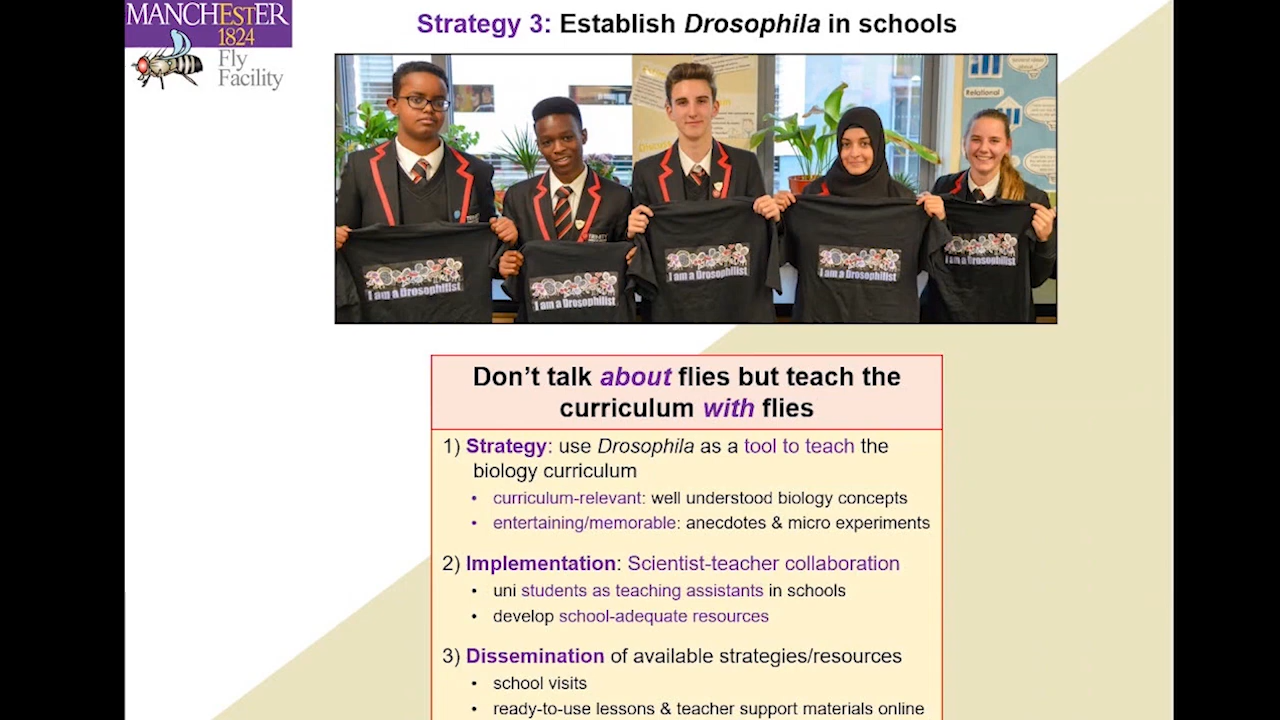 MANCHESTER
1824
Fly
Facility
Strategy 3: Establish Drosophila in schools
Relational
I am a Drosophilist
I am a Drosophilist
I am a Drosophilist
I am a Drosophilist
I am a Drosophilist
Don't talk about flies but teach the
curriculum with flies
1) Strategy: use Drosophila as a tool to teach the
biology curriculum
• curriculum-relevant: well understood biology concepts
• entertaining/memorable: anecdotes & micro experiments
2) Implementation: Scientist-teacher collaboration
• uni students as teaching assistants in schools
• develop school-adequate resources
3) Dissemination of available strategies/resources
• school visits
• ready-to-use lessons & teacher support materials online